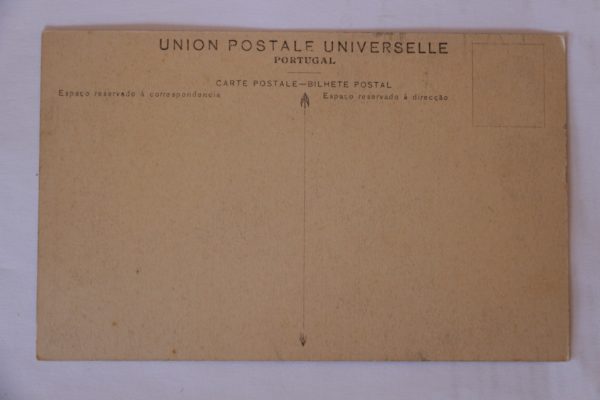 UNION POSTALE UNIVERSELLE
PORTUGAL
CARTE POSTALE—BILHETE POSTAL
Espaço reservado á correspondencia
Espaço reservado á direcção